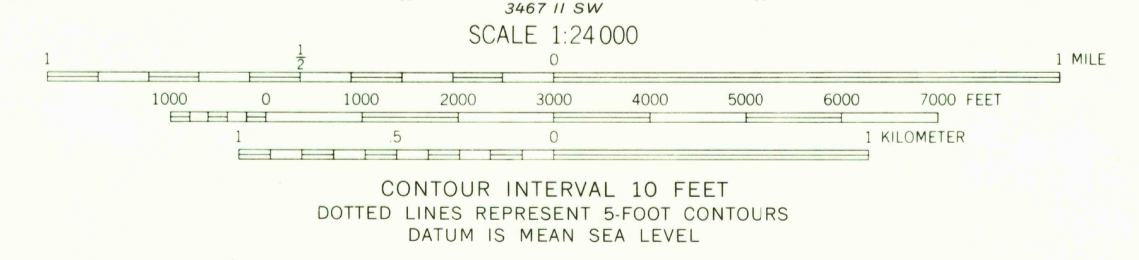 3467 II SW
SCALE 1:24 000
1 1/2 0 1 MILE
1000 0 1000 2000 3000 4000 5000 6000 7000 FEET
1 .5 0 1 KILOMETER
CONTOUR INTERVAL 10 FEET
DOTTED LINES REPRESENT 5-FOOT CONTOURS
DATUM IS MEAN SEA LEVEL